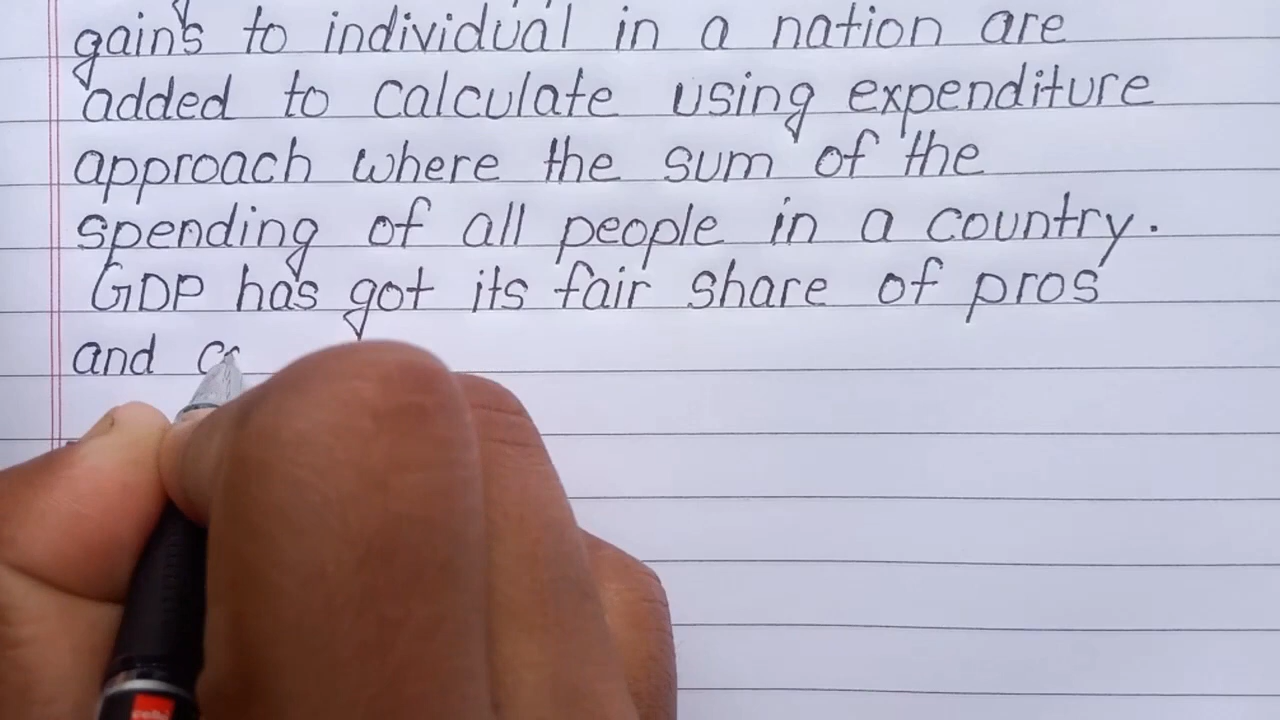 gains to individual in a nation are
added to calculate using expenditure
approach where the sum of the
spending of all people in a country.
GDP has got its fair share of pros
and